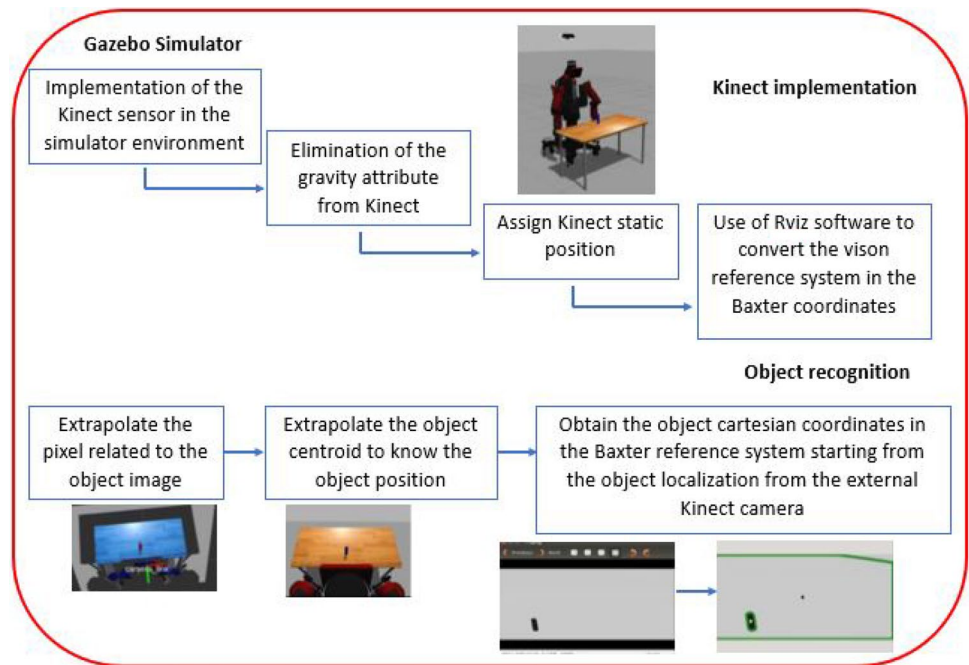 Gazebo Simulator
Implementation of the
Kinect sensor in the
simulator environment
Kinect implementation
Elimination of the
gravity attribute
from Kinect
Assign Kinect static
position
Use of Rviz software to
convert the vison
reference system in the
Baxter coordinates
Object recognition
Extrapolate the
pixel related to the
object image
Extrapolate the object
centroid to know the
object position
Obtain the object cartesian coordinates in
the Baxter reference system starting from
the object localization from the external
Kinect camera